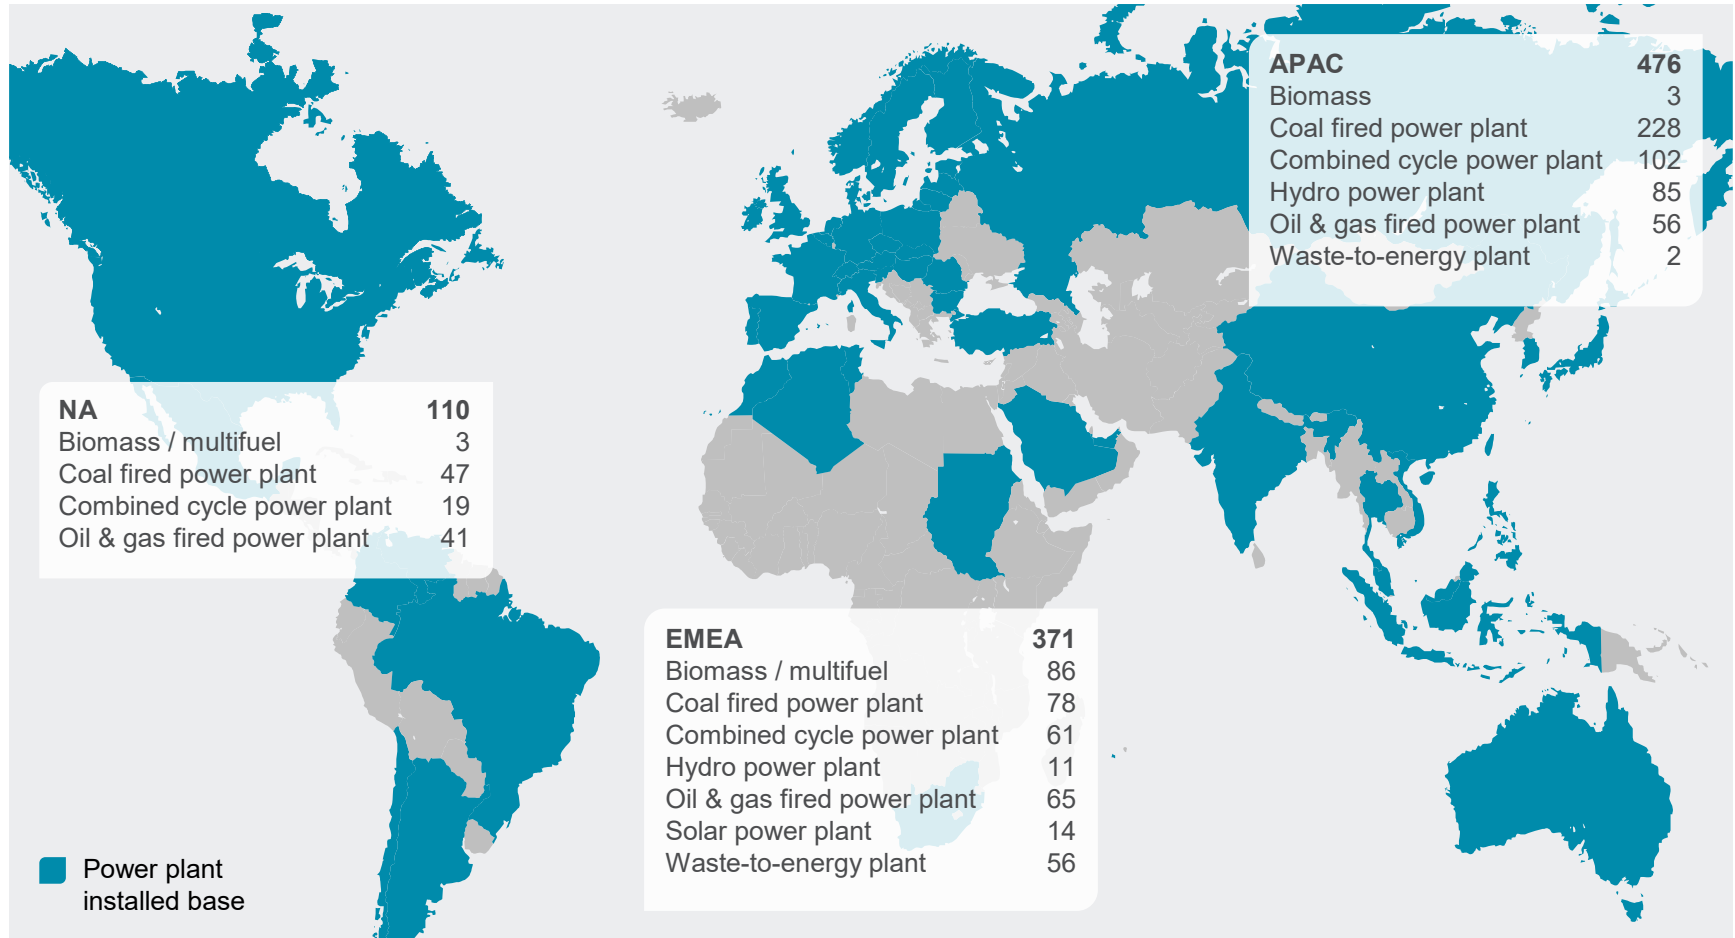 APAC 476
Biomass 3
Coal fired power plant 228
Combined cycle power plant 102
Hydro power plant 85
Oil & gas fired power plant 56
Waste-to-energy plant 2
NA 110
Biomass / multifuel 3
Coal fired power plant 47
Combined cycle power plant 19
Oil & gas fired power plant 41
EMEA 371
Biomass / multifuel 86
Coal fired power plant 78
Combined cycle power plant 61
Hydro power plant 11
Oil & gas fired power plant 65
Solar power plant 14
Waste-to-energy plant 56
Power plant
installed base